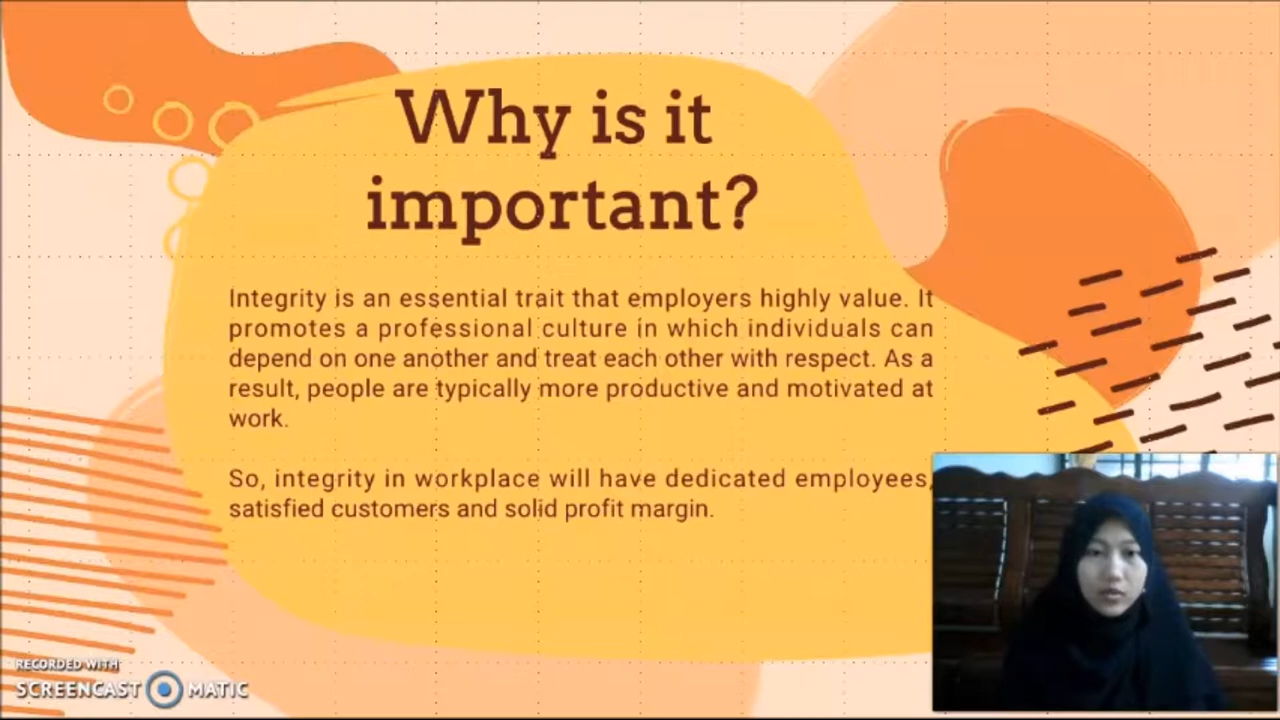 Why is it
important?
Integrity is an essential trait that employers highly value. It
promotes a professional culture in which individuals can
depend on one another and treat each other with respect. As a
result, people are typically more productive and motivated at
work.
So, integrity in workplace will have dedicated employees,
satisfied customers and solid profit margin.
RECORDED WITH
SCREENCAST MATIC